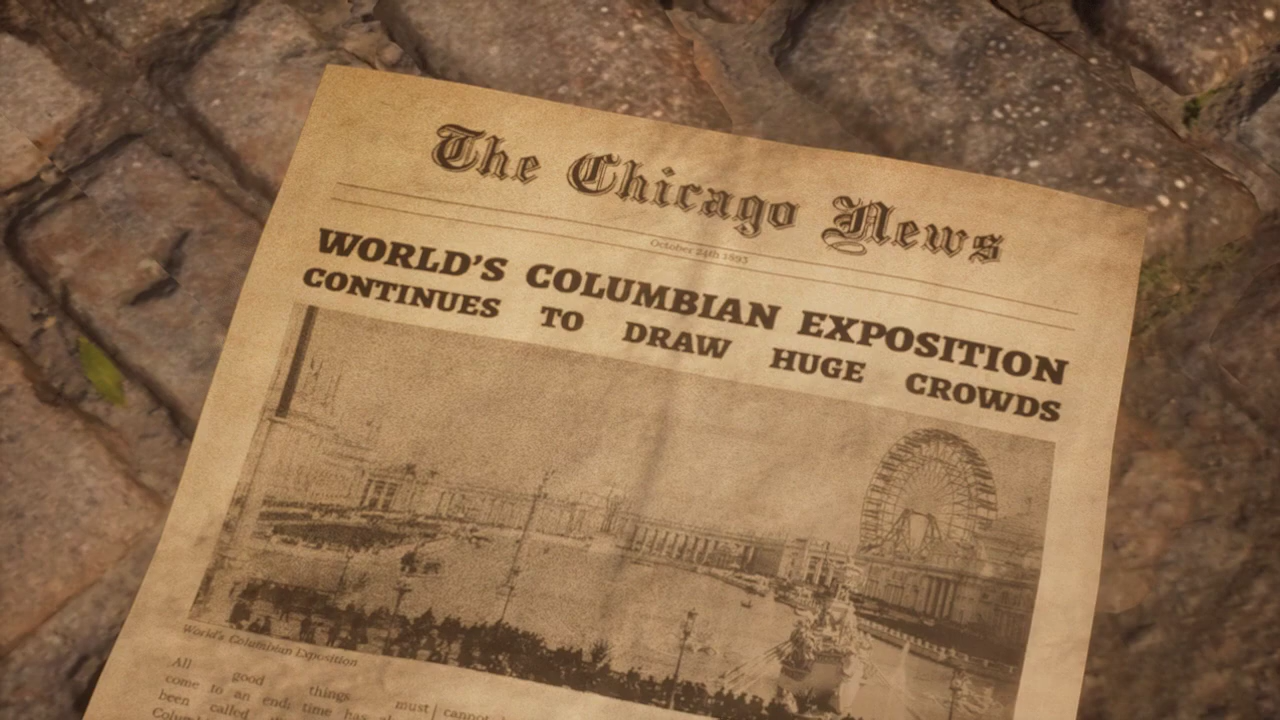 The Chicago News
October 24th 1893
WORLD'S COLUMBIAN EXPOSITION
CONTINUES TO DRAW HUGE CROWDS
World's Columbian Exposition
All good things must cannot
come to an end; time has
been called